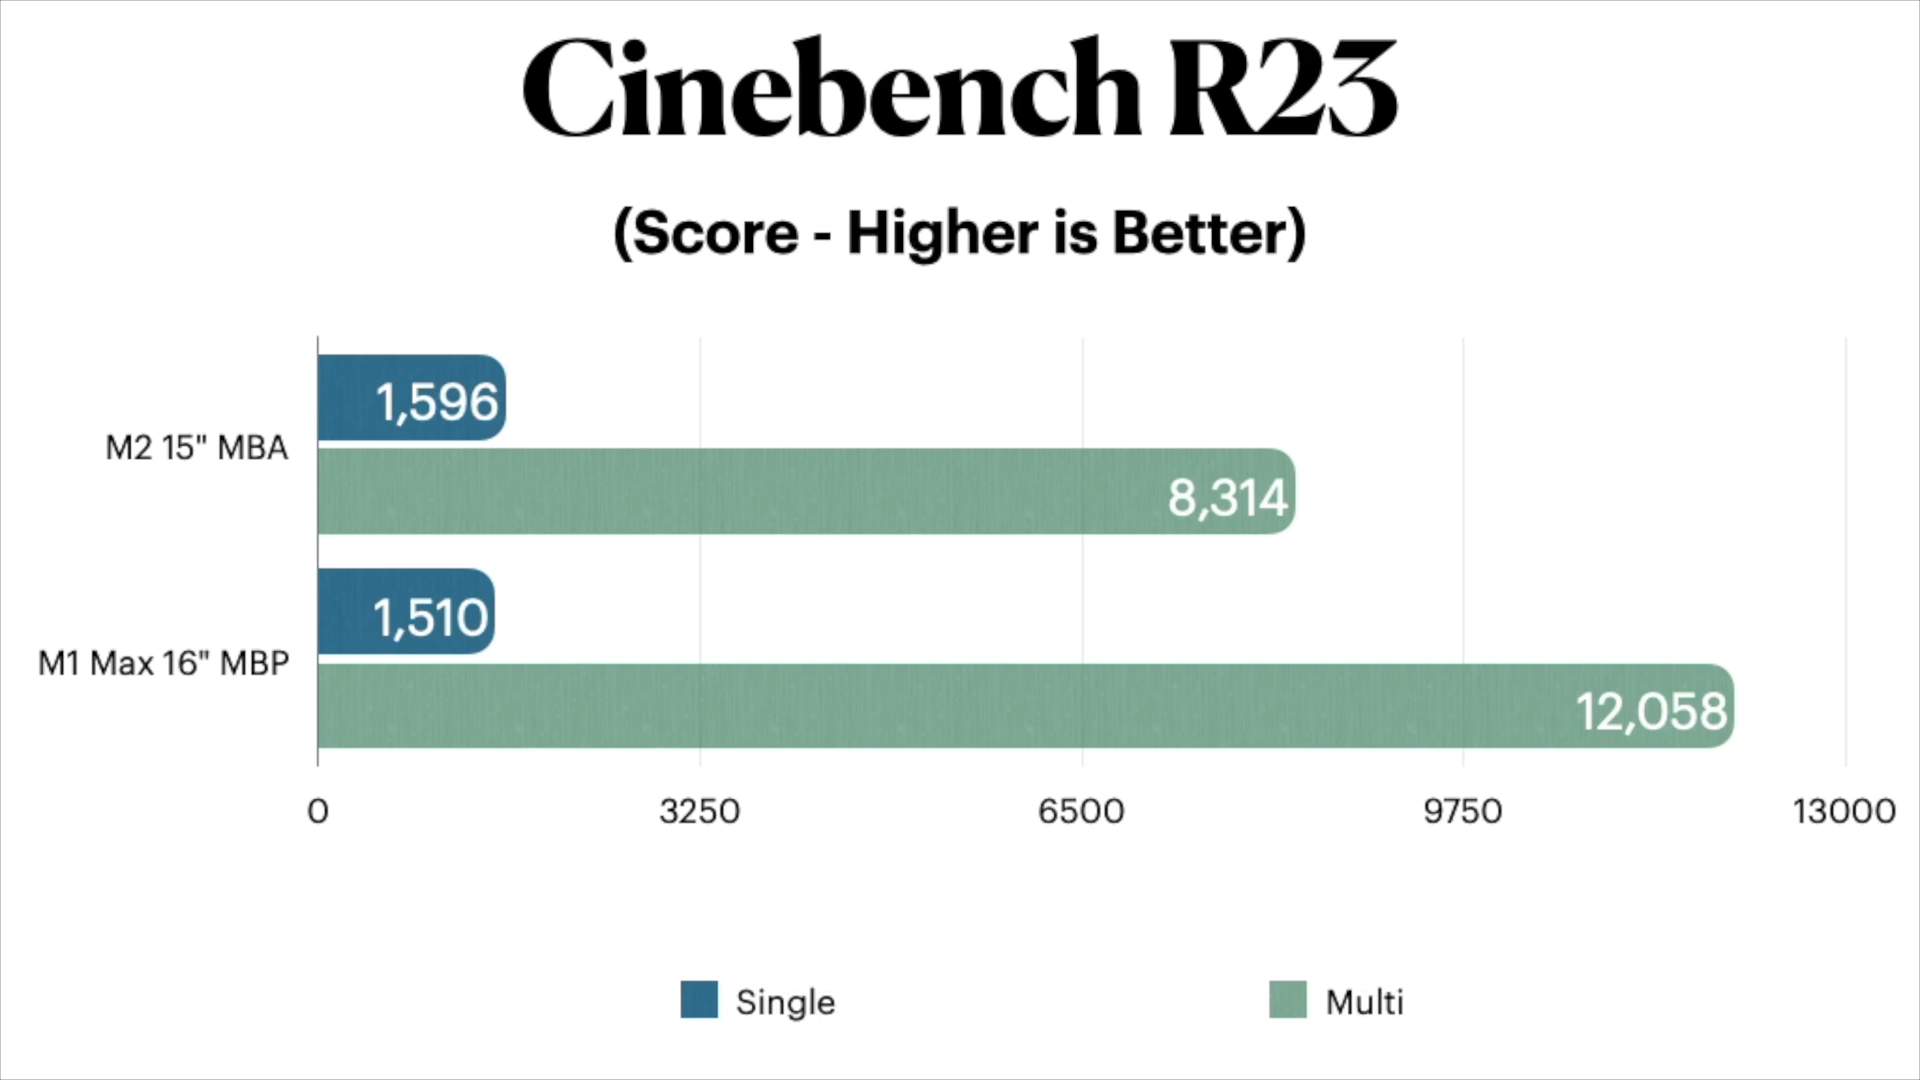 Cinebench R23
(Score - Higher is Better)
M2 15" MBA
1,596
8,314
M1 Max 16" MBP
1,510
12,058
0 3250 6500 9750 13000
Single Multi